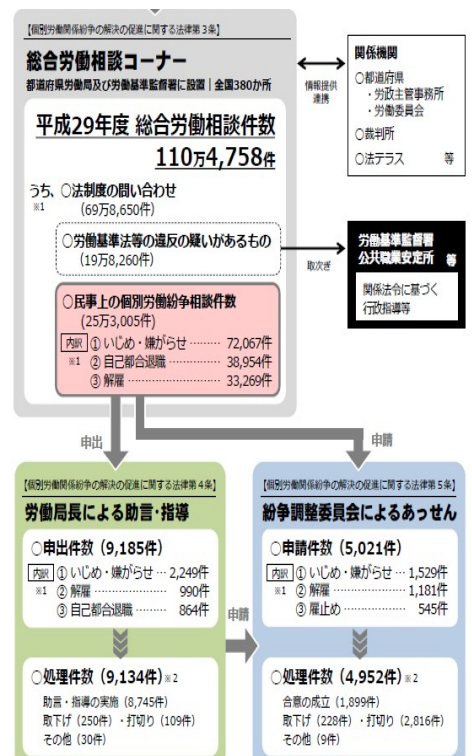 【個別労働関係紛争の解決の促進に関する法律第3条】
総合労働相談コーナー
都道府県労働局及び労働基準監督署に設置│全国380か所
平成29年度 総合労働相談件数
110万4,758件
うち、○法制度の問い合わせ
※1
(69万8,650件)
○労働基準法等の違反の疑いがあるもの
(19万8,260件)
○民事上の個別労働紛争相談件数
(25万3,005件)
内訳 ① いじめ・嫌がらせ ……… 72,067件
※1 ② 自己都合退職 ………… 38,954件
③ 解雇 ……………………… 33,269件
情報提供
連携
関係機関
○都道府県
・労政主管事務所
・労働委員会
○裁判所
○法テラス 等
取次ぎ
労働基準監督署
公共職業安定所 等
関係法令に基づく
行政指導等
申出
申請
【個別労働関係紛争の解決の促進に関する法律第4条】
労働局長による助言・指導
○申出件数 (9,185件)
内訳 ① いじめ・嫌がらせ … 2,249件
※1 ② 解雇 ……………………… 990件
③ 自己都合退職 ……… 864件
○処理件数 (9,134件) ※2
助言・指導の実施 (8,745件)
取下げ (250件) ・打切り (109件)
その他 (30件)
申請
【個別労働関係紛争の解決の促進に関する法律第5条】
紛争調整委員会によるあっせん
○申請件数 (5,021件)
内訳 ① いじめ・嫌がらせ … 1,529件
※1 ② 解雇 …………………… 1,181件
③ 雇止め ………………… 545件
○処理件数 (4,952件) ※2
合意の成立 (1,899件)
取下げ (228件) ・打切り (2,816件)
その他 (9件)